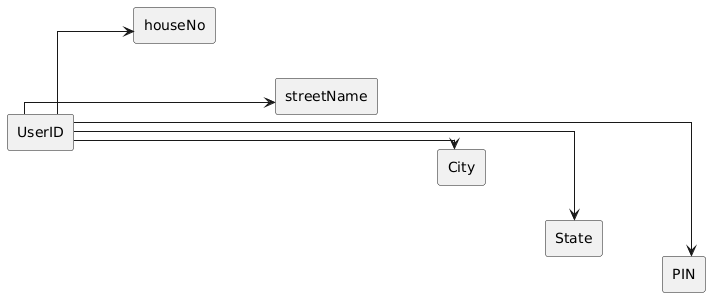 houseNo
streetName
UserID
City
State
PIN